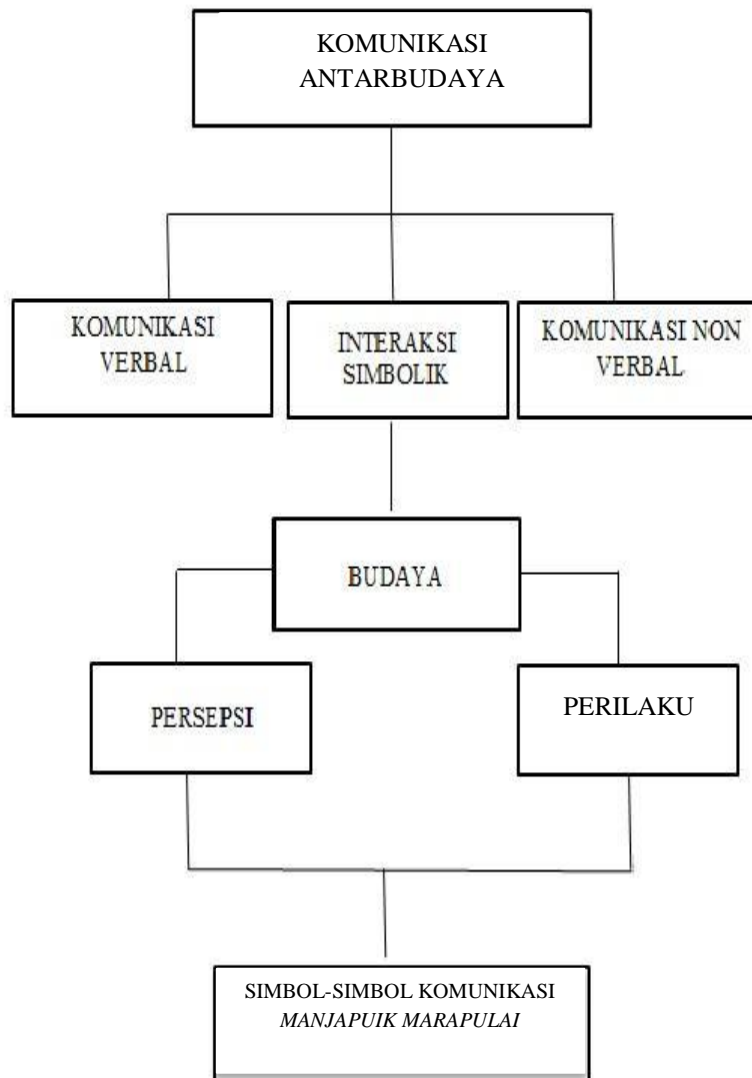 KOMUNIKASI
ANTARBUDAYA
KOMUNIKASI
VERBAL
INTERAKSI
SIMBOLIK
KOMUNIKASI NON
VERBAL
BUDAYA
PERSEPSI
PERILAKU
SIMBOL-SIMBOL KOMUNIKASI
MANJAPUIK MARAPULAI